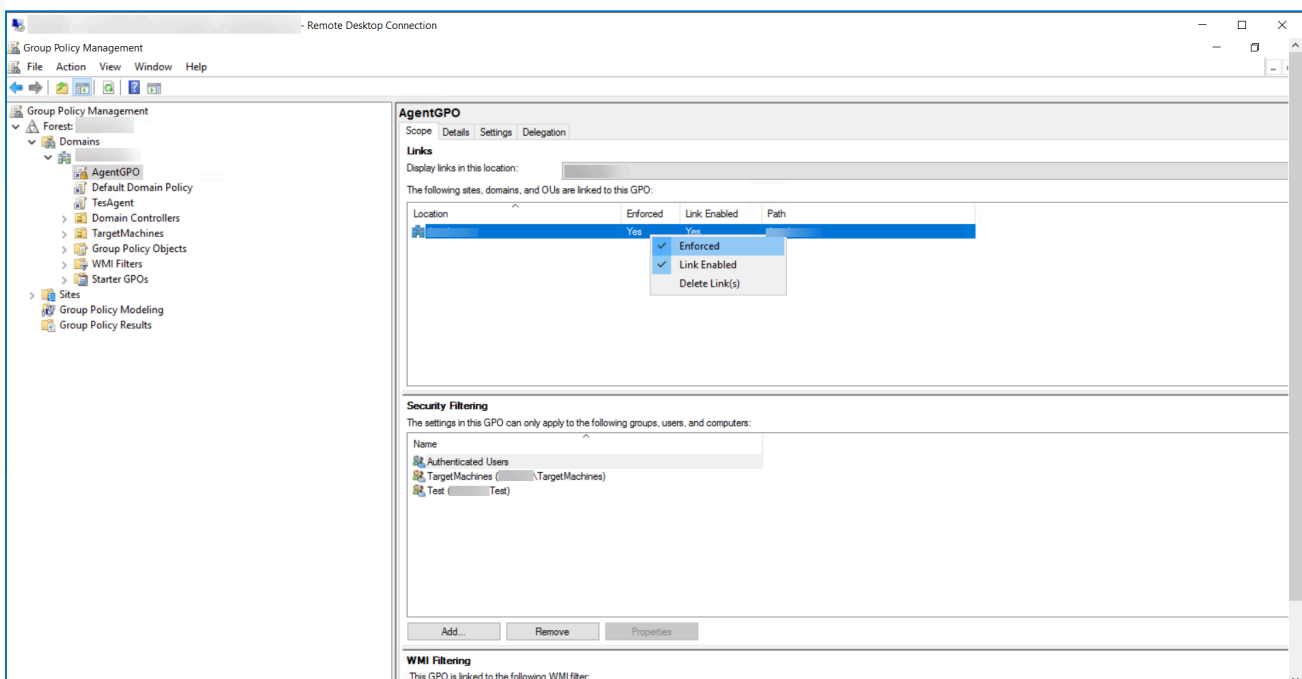 - Remote Desktop Connection
Group Policy Management
File Action View Window Help
Group Policy Management
Forest:
Domains
AgentGPO
Default Domain Policy
TesAgent
Domain Controllers
TargetMachines
Group Policy Objects
WMI Filters
Starter GPOs
Sites
Group Policy Modeling
Group Policy Results
AgentGPO
Scope Details Settings Delegation
Links
Display links in this location:
The following sites, domains, and OUs are linked to this GPO:
Location Enforced Link Enabled Path
Yes Yes
Enforced
Link Enabled
Delete Link(s)
Security Filtering
The settings in this GPO can only apply to the following groups, users, and computers:
Name
Authenticated Users
TargetMachines ( \TargetMachines)
Test ( Test)
Add... Remove Properties
WMI Filtering
This GPO is linked to the following WMI filter: